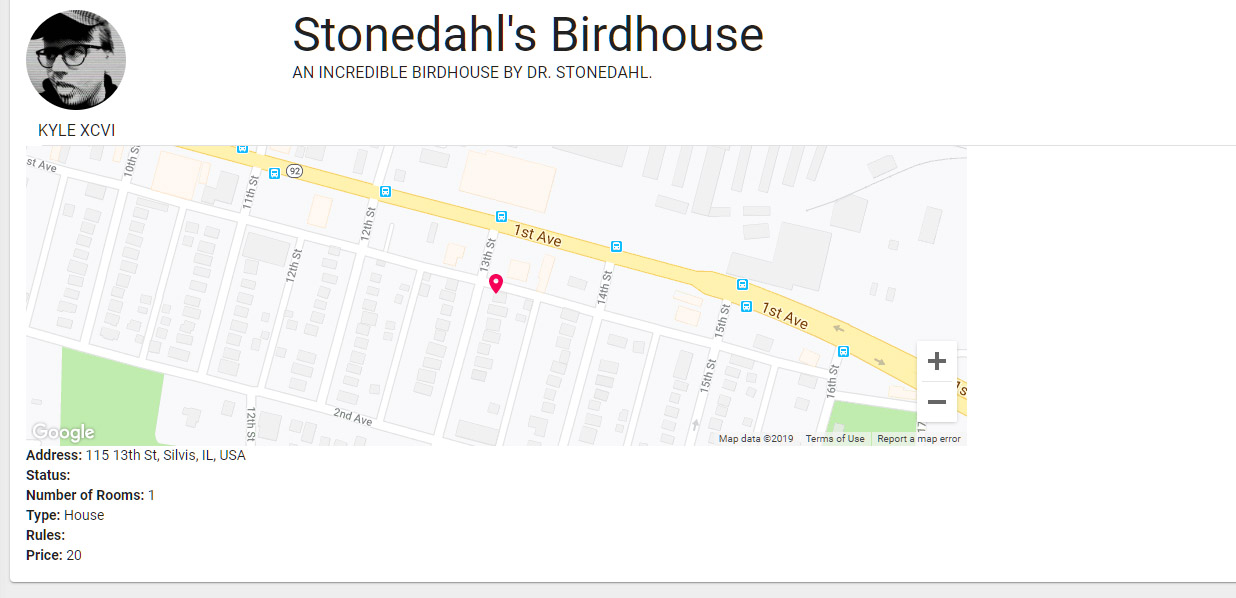 Stonedahl's Birdhouse
AN INCREDIBLE BIRDHOUSE BY DR. STONEDAHL.
KYLE XCVI
st Ave
10th S
11th St
92
12th St
12th St
13th St
1st Ave
14th St
15th St
1st Ave
15th St
16th St
1s
2nd Ave
12th St
17
Google
Map data ©2019
Terms of Use
Report a map error
Address: 115 13th St, Silvis, IL, USA
Status:
Number of Rooms: 1
Type: House
Rules:
Price: 20